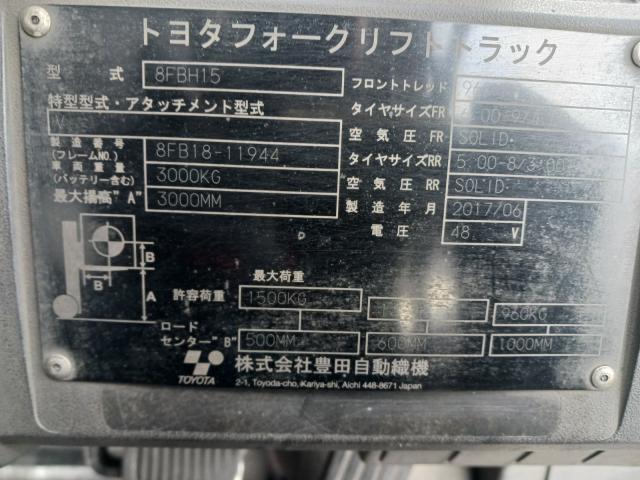 トヨタフォークリフトトラック
型 式 8FBH15
特型型式・アタッチメント型式
V
製造番号
(フレームNO.) 8FB18-11944
車両重量
(バッテリー含む) 3000KG
最大揚高"A" 3000MM
フロントトレッド
タイヤサイズFR
空気圧FR SOLID
タイヤサイズRR
空気圧RR SOLID
製造年月 2017/06
電圧 48 V
B
B
A
最大荷重
許容荷重 1500KG 960KG
ロード
センター"B" 500MM 600MM 1000MM
TOYOTA
株式会社豊田自動織機
2-1, Toyoda-cho, Kariya-shi, Aichi 448-8671 Japan